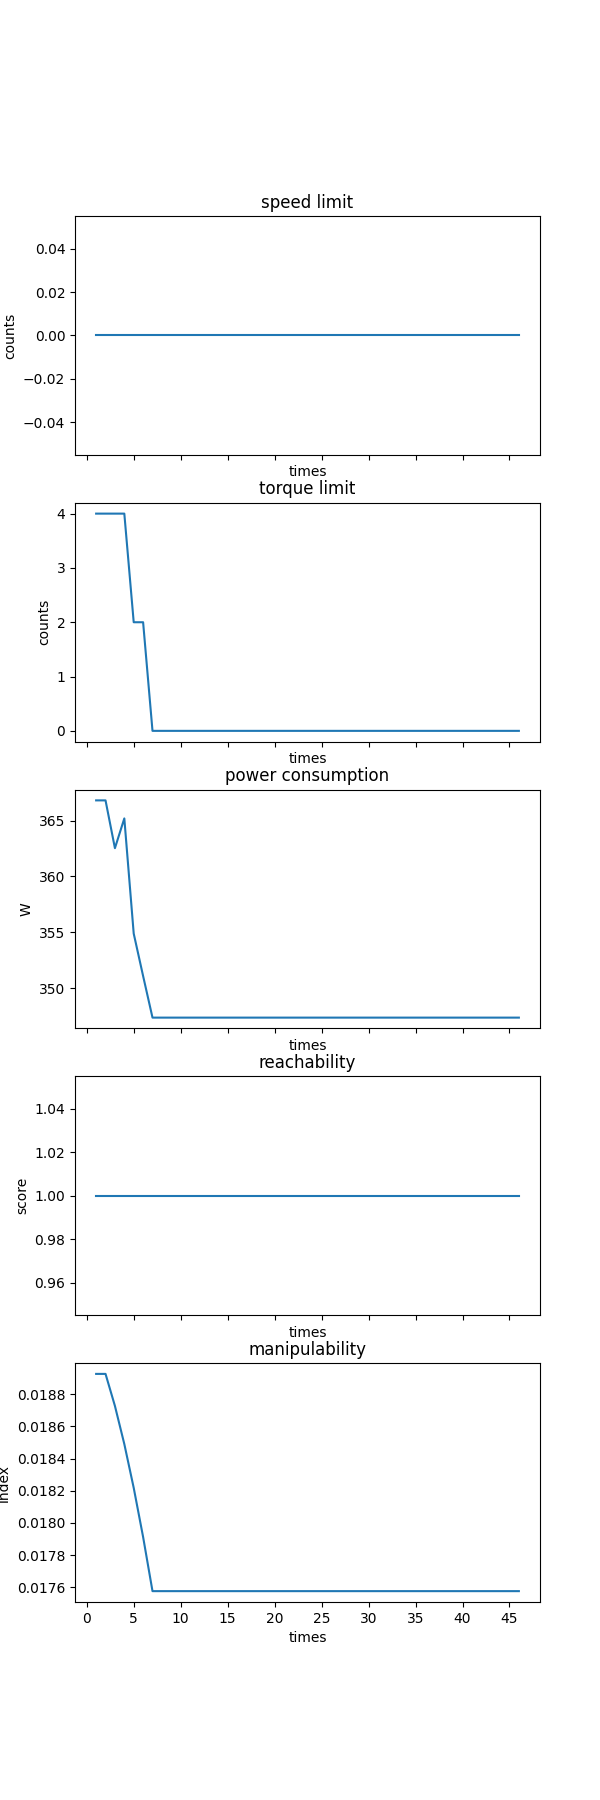 speed limit
0.04
0.02
0.00
−0.02
−0.04
counts
times
torque limit
4
3
2
1
0
counts
times
power consumption
365
360
355
350
W
times
reachability
1.04
1.02
1.00
0.98
0.96
score
times
manipulability
0.0188
0.0186
0.0184
0.0182
0.0180
0.0178
0.0176
index
0 5 10 15 20 25 30 35 40 45
times